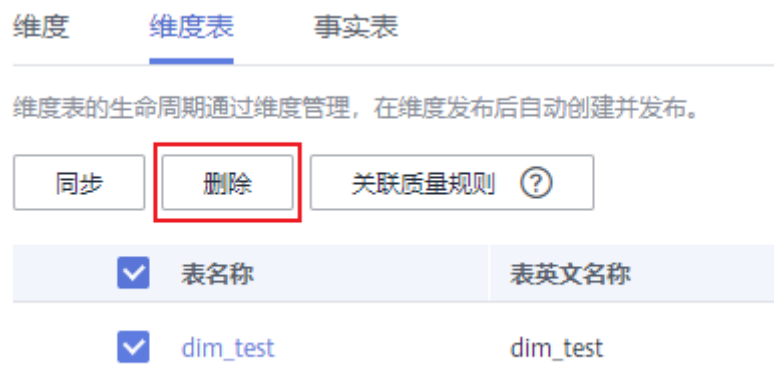 维度 维度表 事实表
维度表的生命周期通过维度管理，在维度发布后自动创建并发布。
同步 删除 关联质量规则 ?
表名称 表英文名称
dim_test dim_test